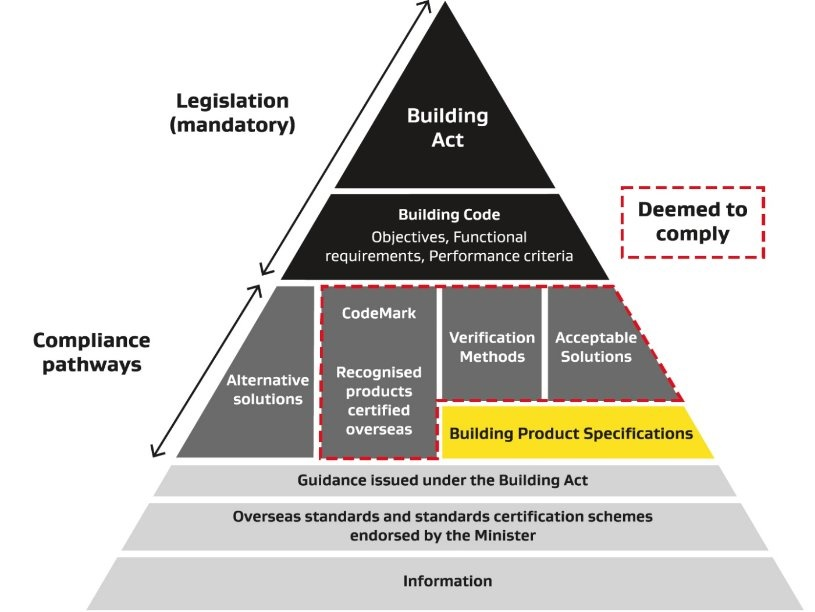 Legislation
(mandatory)
Building
Act
Building Code
Objectives, Functional
requirements, Performance criteria
Deemed to
comply
Compliance
pathways
Alternative
solutions
CodeMark
Recognised
products
certified
overseas
Verification
Methods
Acceptable
Solutions
Building Product Specifications
Guidance issued under the Building Act
Overseas standards and standards certification schemes
endorsed by the Minister
Information